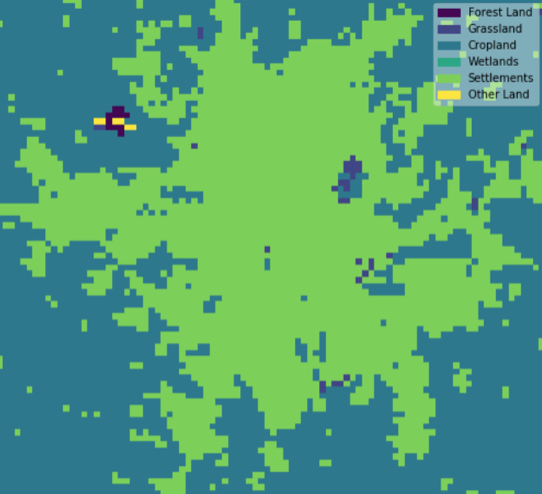 Forest Land
Grassland
Cropland
Wetlands
Settlements
Other Land